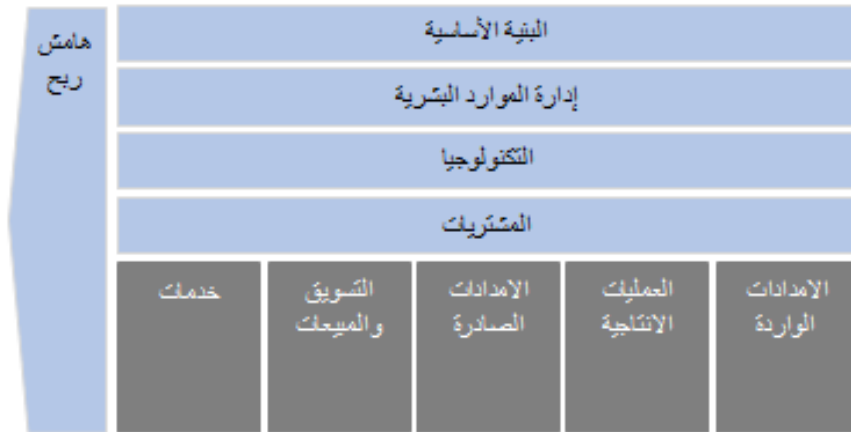 البنية الأساسية
إدارة الموارد البشرية
التكنولوجيا
المشتريات
الامدادات
الواردة
العمليات
الانتاجية
الامدادات
الصادرة
التسويق
والمبيعات
خدمات
هامش
ربح